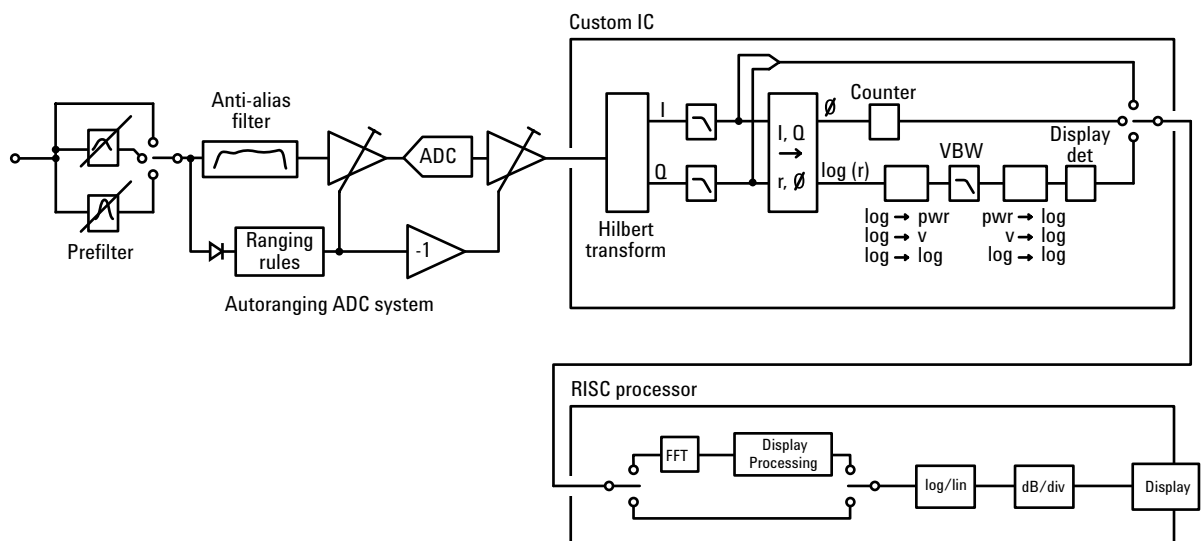 Custom IC
Anti-alias
filter
Prefilter
ADC
Ranging
rules
-1
Autoranging ADC system
I
Q
Hilbert
transform
I, Q
→
r, Ø
Ø
log (r)
Counter
VBW
Display
det
log → pwr
log → v
log → log
pwr → log
v → log
log → log
RISC processor
FFT
Display
Processing
log/lin
dB/div
Display